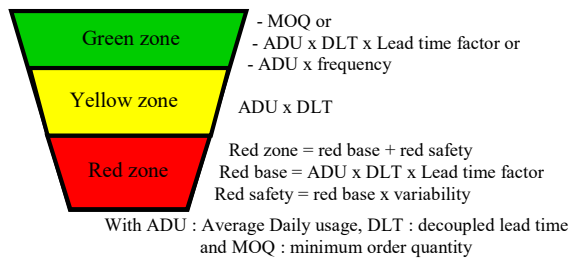 Green zone
- MOQ or
- ADU x DLT x Lead time factor or
- ADU x frequency
Yellow zone
ADU x DLT
Red zone
Red zone = red base + red safety
Red base = ADU x DLT x Lead time factor
Red safety = red base x variability
With ADU : Average Daily usage, DLT : decoupled lead time
and MOQ : minimum order quantity